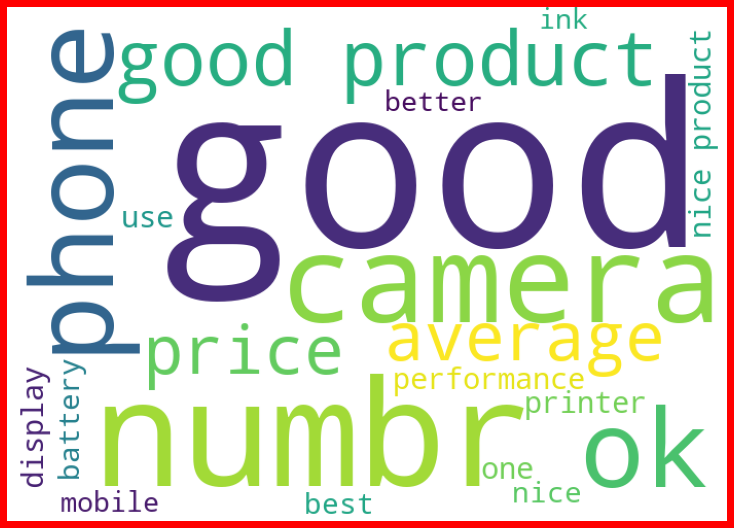 ink
good product
phone
nice product
better
good
use
camera
price
average
performance
display
battery
numbr
printer
ok
one
nice
mobile
best